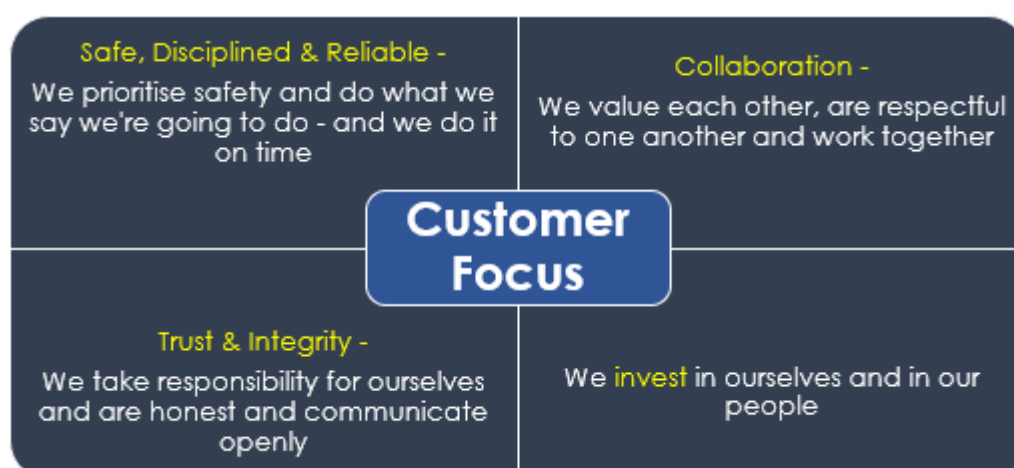 Safe, Disciplined & Reliable -
We prioritise safety and do what we
say we're going to do - and we do it
on time
Collaboration -
We value each other, are respectful
to one another and work together
Customer
Focus
Trust & Integrity -
We take responsibility for ourselves
and are honest and communicate
openly
We invest in ourselves and in our
people